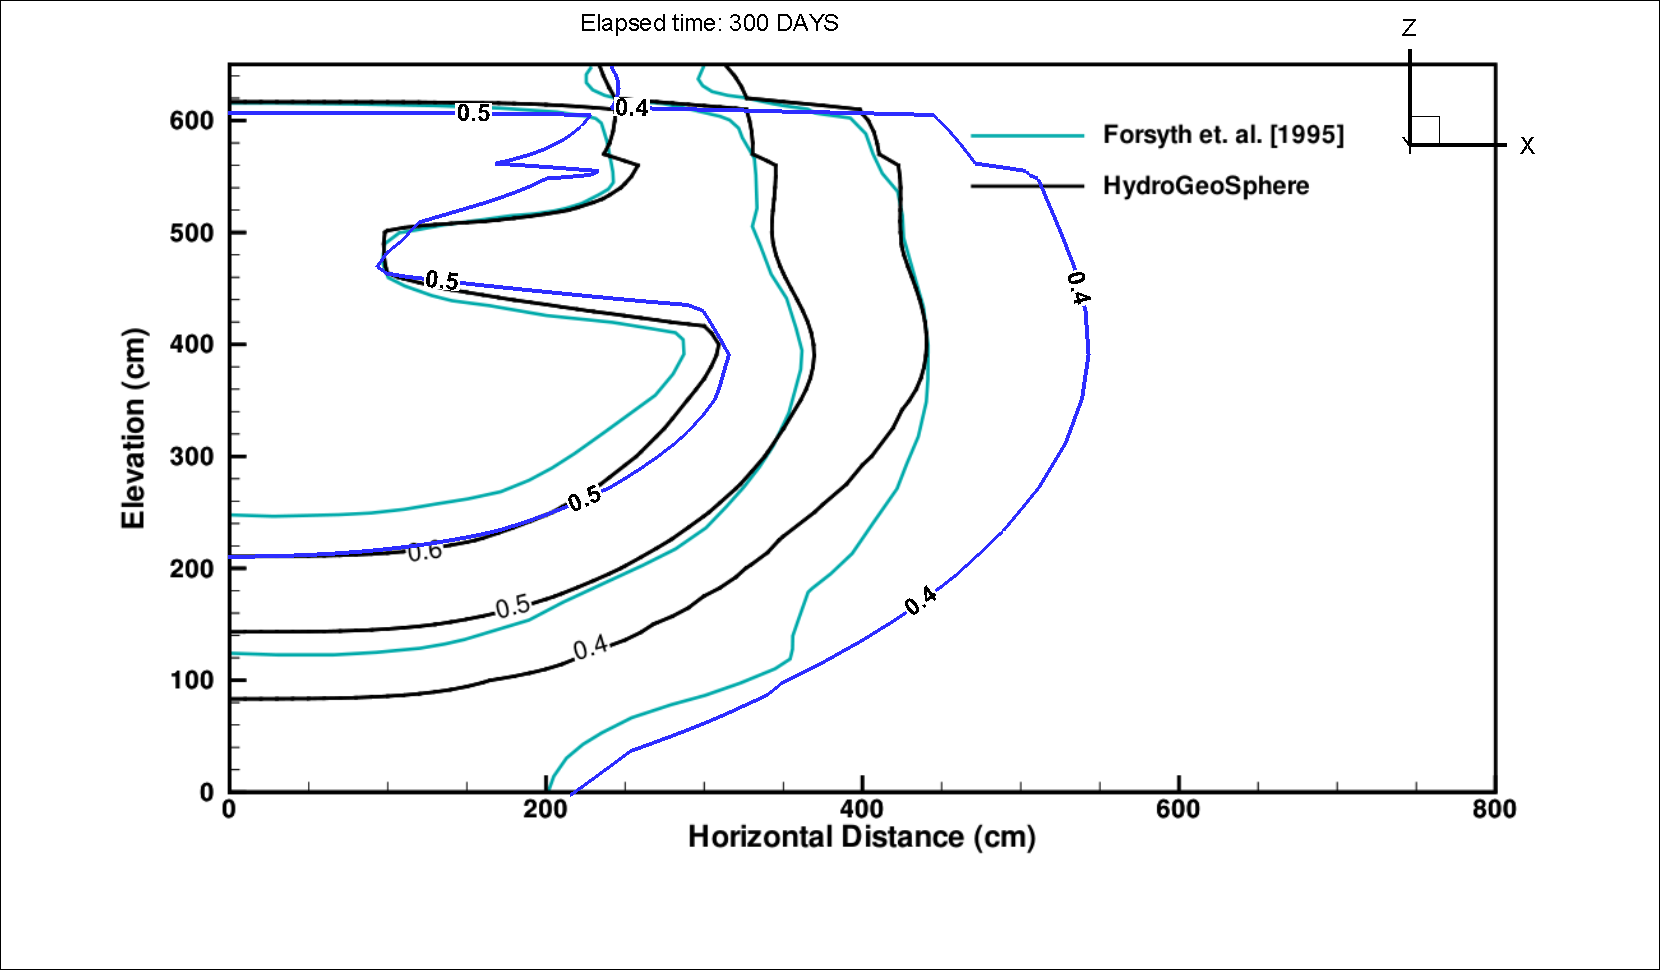 Elapsed time: 300 DAYS
Z
X
Y
Forsyth et. al. [1995]
HydroGeoSphere
0.5
0.4
0.5
0.4
0.5
0.6
0.5
0.4
0.4
Elevation (cm)
600
500
400
300
200
100
0
0 200 400 600 800
Horizontal Distance (cm)